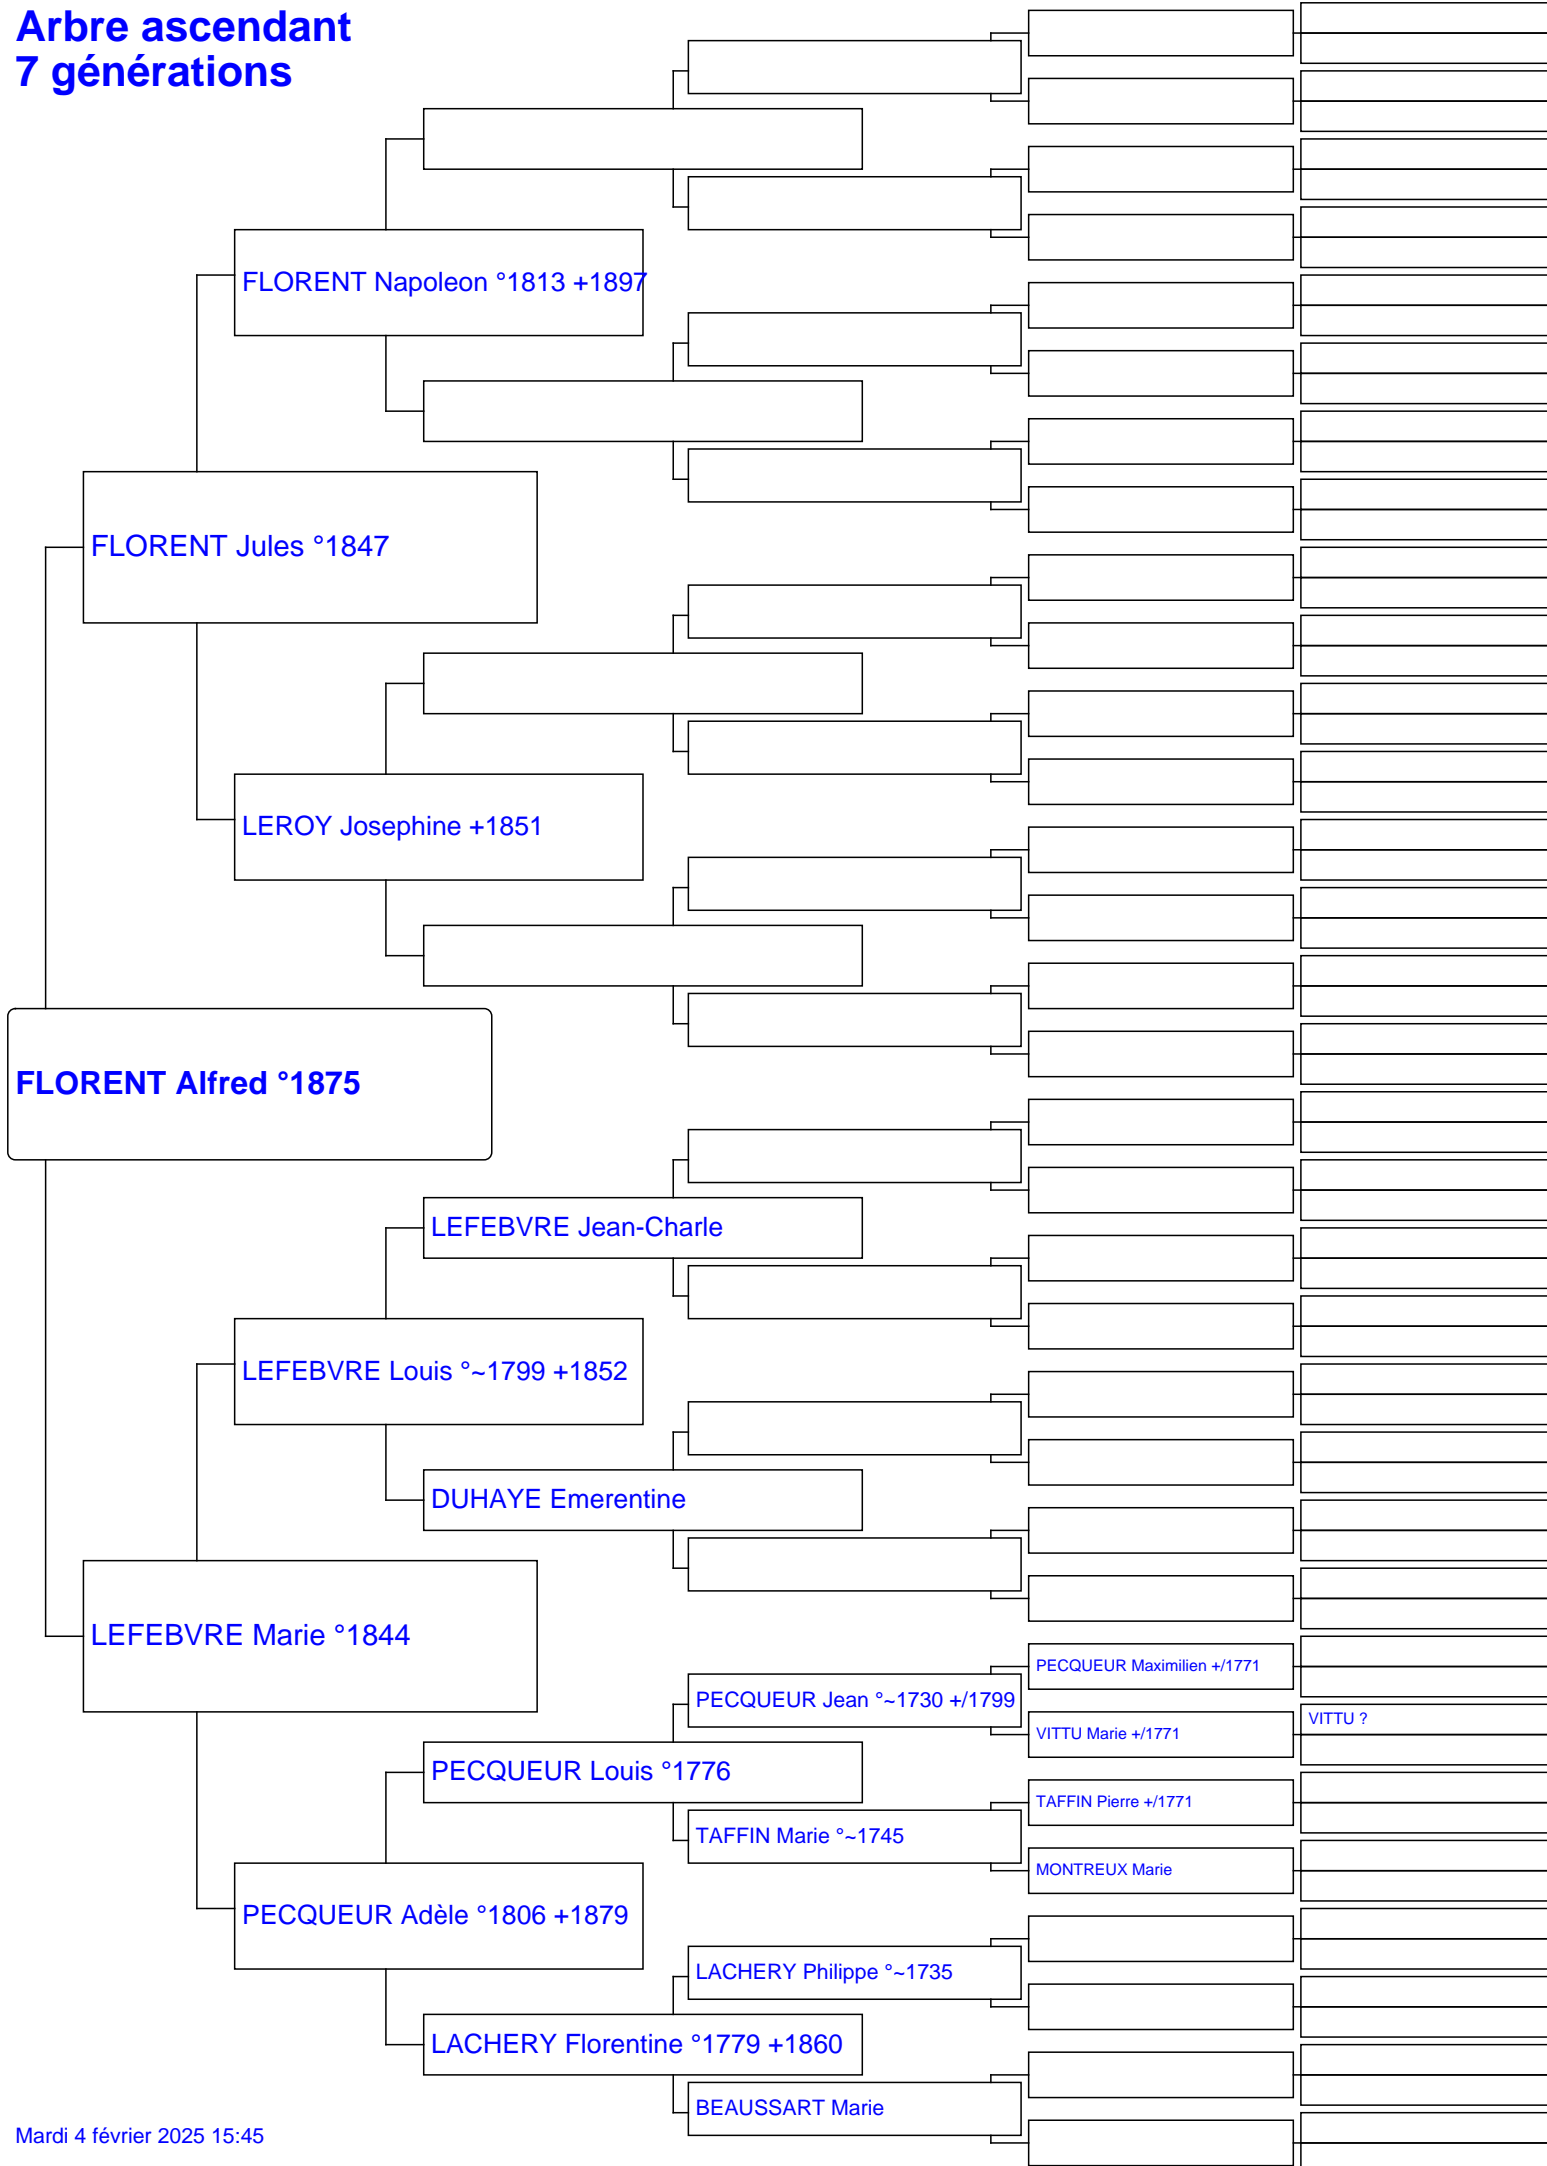 Arbre ascendant
7 générations
FLORENT Napoleon °1813 +1897
FLORENT Jules °1847
LEROY Josephine +1851
FLORENT Alfred °1875
LEFEBVRE Jean-Charle
LEFEBVRE Louis °~1799 +1852
DUHAYE Emerentine
LEFEBVRE Marie °1844
PECQUEUR Maximilien +/1771
PECQUEUR Jean °~1730 +/1799
VITTU ?
VITTU Marie +/1771
PECQUEUR Louis °1776
TAFFIN Pierre +/1771
TAFFIN Marie °~1745
MONTREUX Marie
PECQUEUR Adèle °1806 +1879
LACHERY Philippe °~1735
LACHERY Florentine °1779 +1860
BEAUSSART Marie
Mardi 4 février 2025 15:45